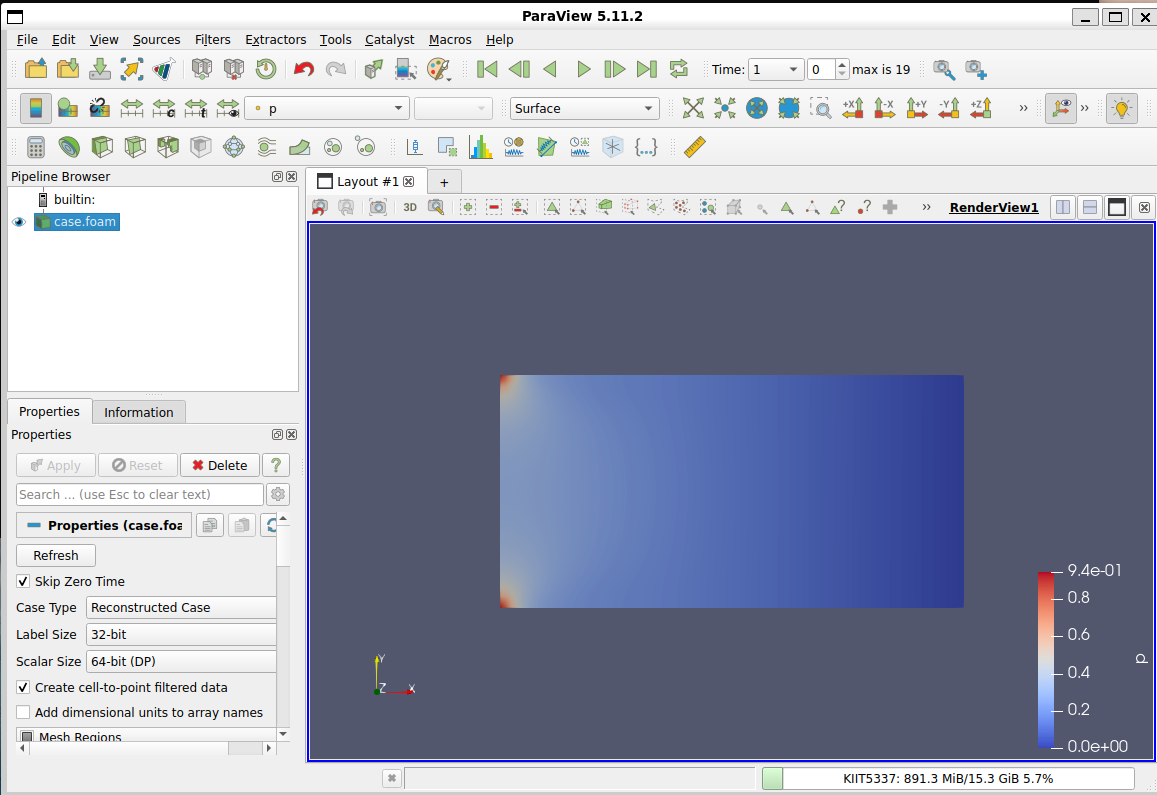 ParaView 5.11.2
File Edit View Sources Filters Extractors Tools Catalyst Macros Help
Time: 1 0 max is 19
p Surface +X -X +Y -Y +Z
Pipeline Browser
builtin:
case.foam
Layout #1 +
3D RenderView1
Properties Information
Properties
Apply Reset Delete ?
Search ... (use Esc to clear text)
Properties (case.foa
Refresh
Skip Zero Time
Case Type Reconstructed Case
Label Size 32-bit
Scalar Size 64-bit (DP)
Create cell-to-point filtered data
Add dimensional units to array names
Mesh Regions
Y
Z X
9.4e-01
0.8
0.6
0.4
0.2
0.0e+00
p
KIIT5337: 891.3 MiB/15.3 GiB 5.7%